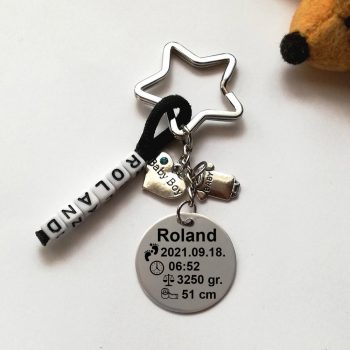 ROLAND
Baby Boy
Roland
2021.09.18.
06:52
3250 gr.
51 cm